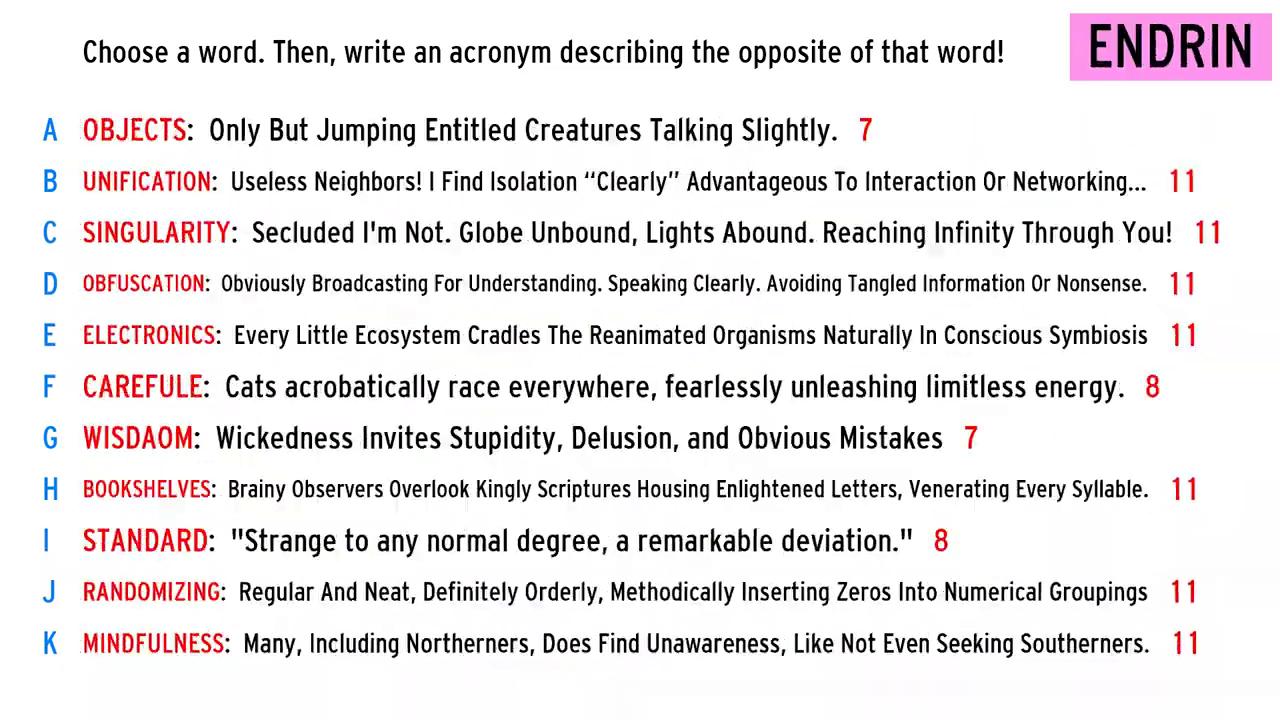 Choose a word. Then, write an acronym describing the opposite of that word!
ENDRIN
A OBJECTS: Only But Jumping Entitled Creatures Talking Slightly. 7
B UNIFICATION: Useless Neighbors! I Find Isolation “Clearly” Advantageous To Interaction Or Networking... 11
C SINGULARITY: Secluded I'm Not. Globe Unbound, Lights Abound. Reaching Infinity Through You! 11
D OBFUSCATION: Obviously Broadcasting For Understanding. Speaking Clearly. Avoiding Tangled Information Or Nonsense. 11
E ELECTRONICS: Every Little Ecosystem Cradles The Reanimated Organisms Naturally In Conscious Symbiosis 11
F CAREFULE: Cats acrobatically race everywhere, fearlessly unleashing limitless energy. 8
G WISDAOM: Wickedness Invites Stupidity, Delusion, and Obvious Mistakes 7
H BOOKSHELVES: Brainy Observers Overlook Kingly Scriptures Housing Enlightened Letters, Venerating Every Syllable. 11
I STANDARD: "Strange to any normal degree, a remarkable deviation." 8
J RANDOMIZING: Regular And Neat, Definitely Orderly, Methodically Inserting Zeros Into Numerical Groupings 11
K MINDFULNESS: Many, Including Northerners, Does Find Unawareness, Like Not Even Seeking Southerners. 11